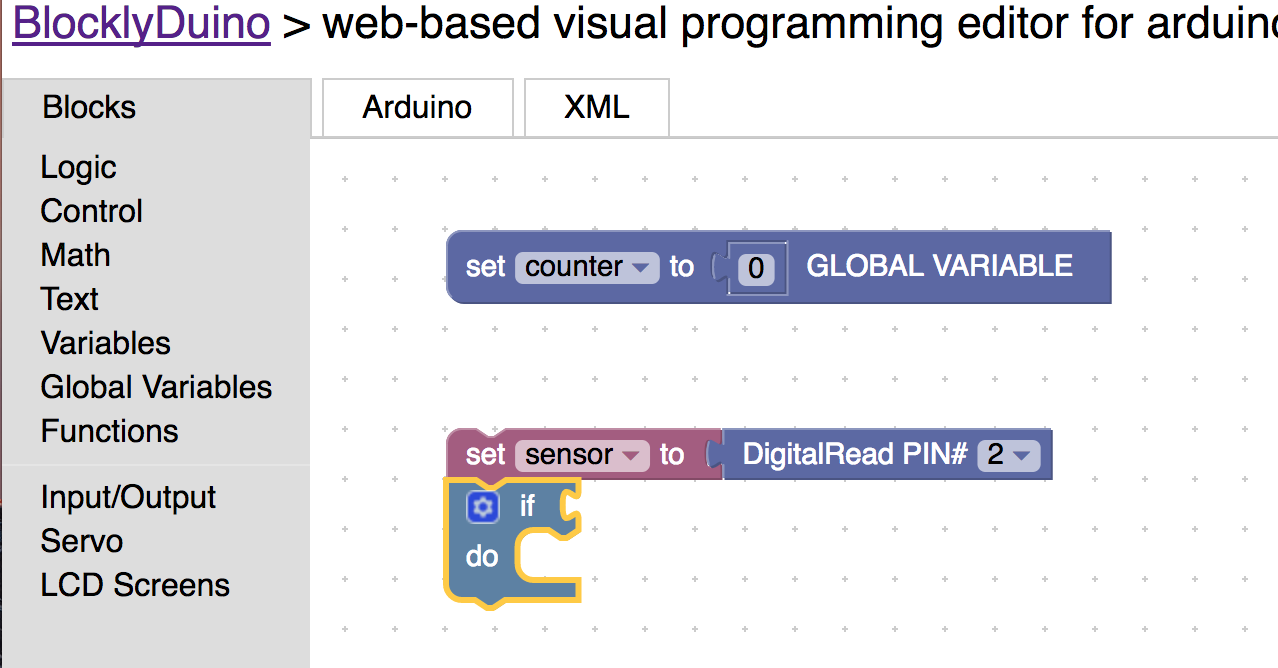 BlocklyDuino > web-based visual programming editor for arduino
Blocks
Arduino
XML
Logic
Control
Math
Text
Variables
Global Variables
Functions
Input/Output
Servo
LCD Screens
set counter to 0 GLOBAL VARIABLE
set sensor to DigitalRead PIN# 2
if
do